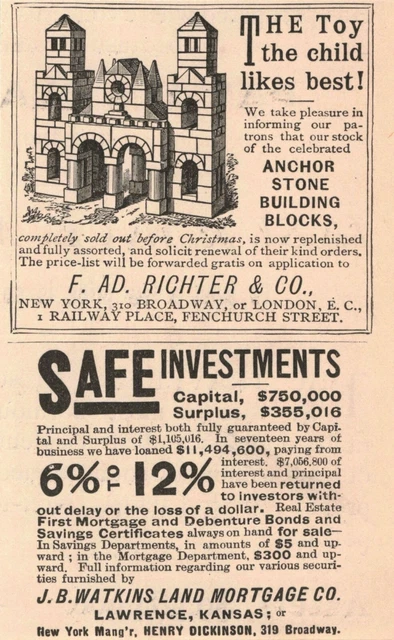 THE Toy
the child
likes best!
We take pleasure in
informing our pa-
trons that our stock
of the celebrated
ANCHOR
STONE
BUILDING
BLOCKS,
completely sold out before Christmas, is now replenished
and fully assorted, and solicit renewal of their kind orders.
The price-list will be forwarded gratis on application to
F. AD. RICHTER & CO.,
NEW YORK, 310 BROADWAY, or LONDON, E. C.,
1 RAILWAY PLACE, FENCHURCH STREET.
SAFE INVESTMENTS
Capital, $750,000
Surplus, $355,016
Principal and interest both fully guaranteed by Capi-
tal and Surplus of $1,105,016. In seventeen years of
business we have loaned $11,494,600, paying from
6% TO 12% interest. $7,056,800 of
interest and principal
have been returned
to investors with-
out delay or the loss of a dollar. Real Estate
First Mortgage and Debenture Bonds and
Savings Certificates always on hand for sale—
In Savings Departments, in amounts of $5 and up-
ward; in the Mortgage Department, $300 and up-
ward. Full information regarding our various securi-
ties furnished by
J. B. WATKINS LAND MORTGAGE CO.
LAWRENCE, KANSAS; or
New York Mang'r, HENRY DICKINSON, 319 Broadway.